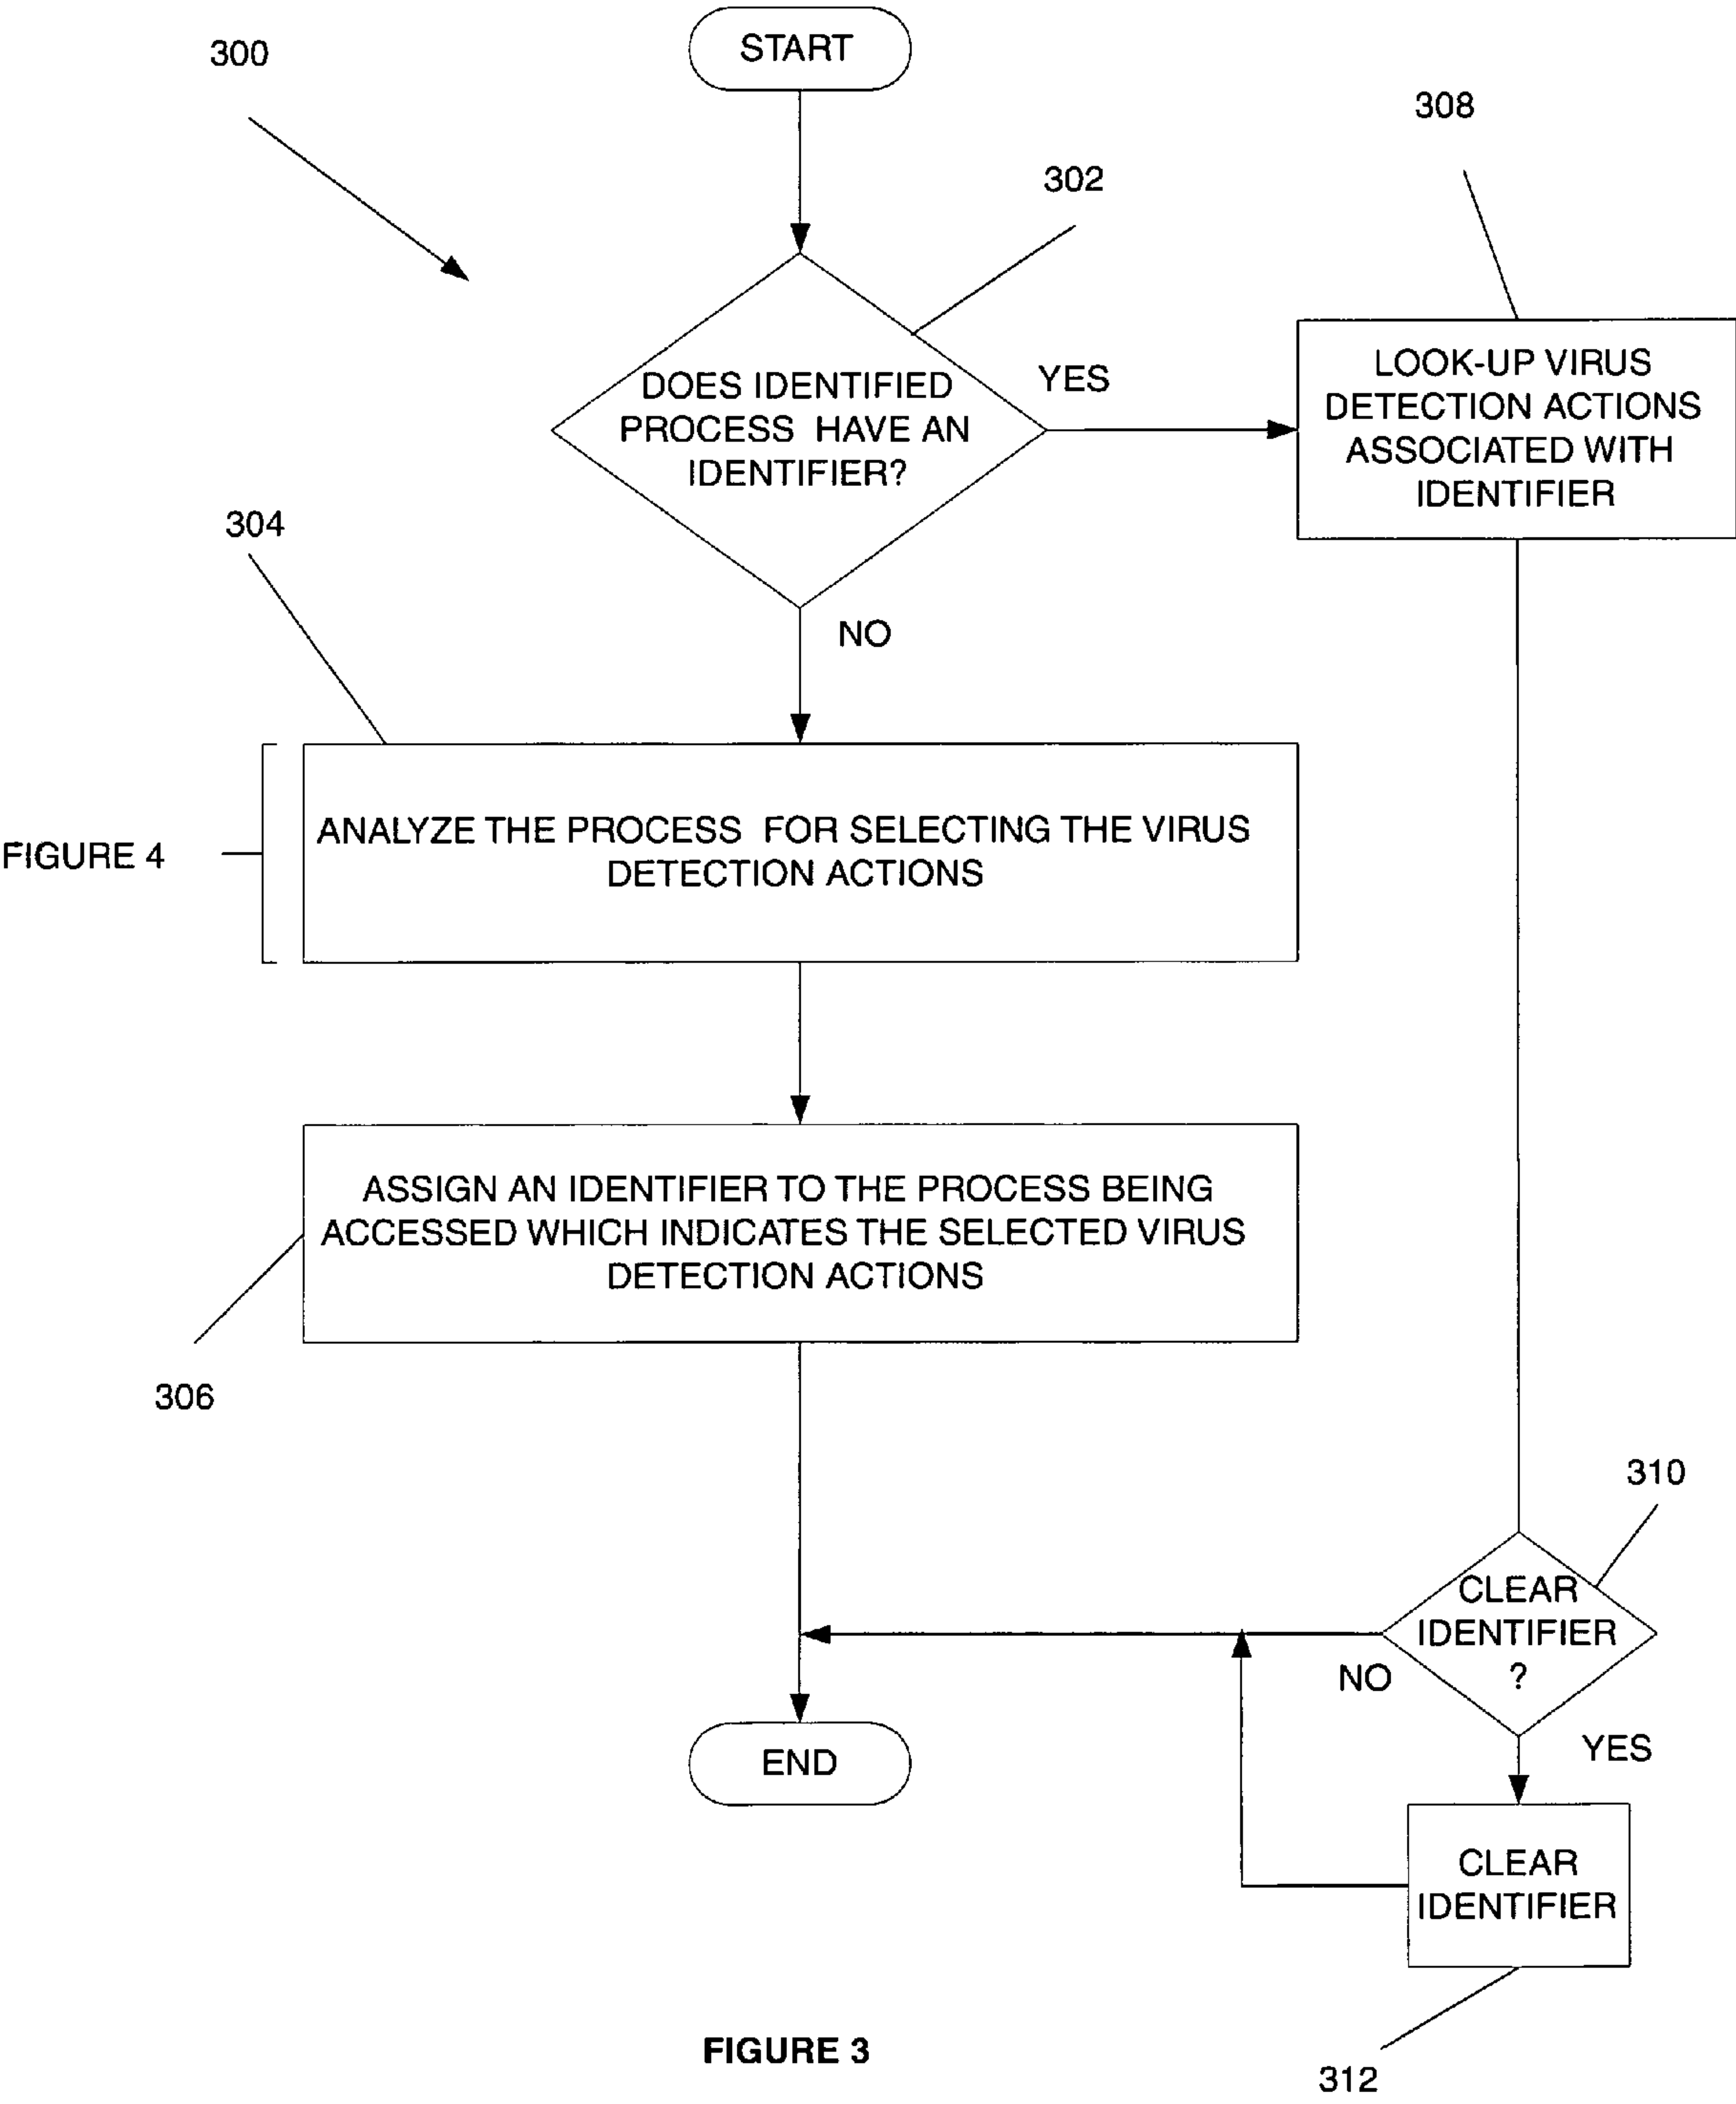 START
300
308
302
DOES IDENTIFIED
PROCESS HAVE AN
IDENTIFIER?
YES
LOOK-UP VIRUS
DETECTION ACTIONS
ASSOCIATED WITH
IDENTIFIER
304
NO
FIGURE 4
ANALYZE THE PROCESS FOR SELECTING THE VIRUS
DETECTION ACTIONS
ASSIGN AN IDENTIFIER TO THE PROCESS BEING
ACCESSED WHICH INDICATES THE SELECTED VIRUS
DETECTION ACTIONS
306
310
CLEAR
IDENTIFIER
?
NO
YES
END
CLEAR
IDENTIFIER
FIGURE 3
312